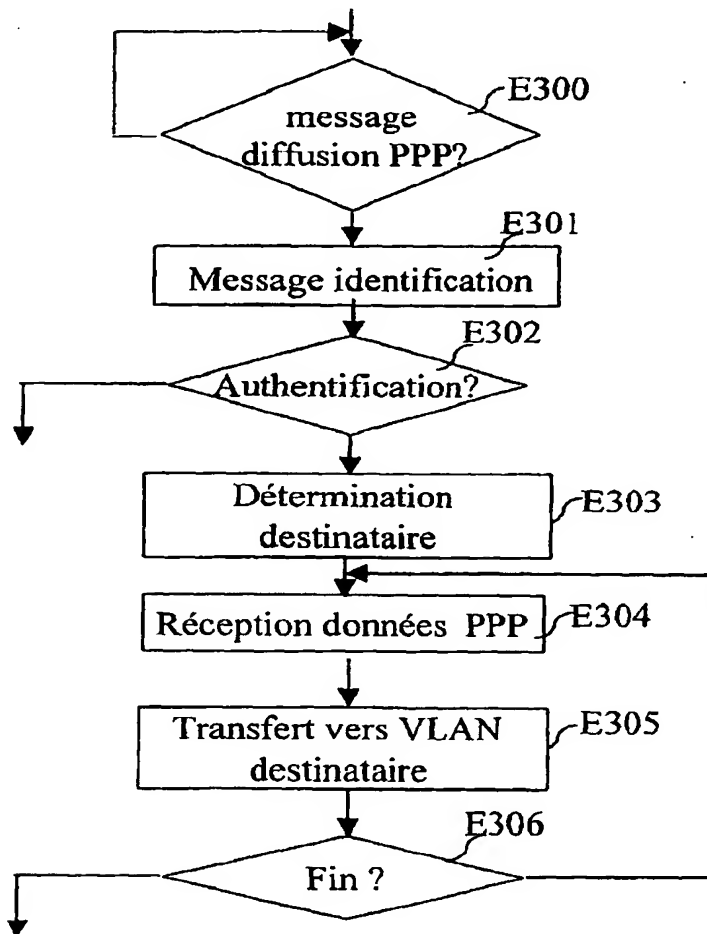 E300
message
diffusion PPP?
E301
Message identification
E302
Authentification?
Détermination
destinataire
E303
Réception données PPP
E304
Transfert vers VLAN
destinataire
E305
E306
Fin ?